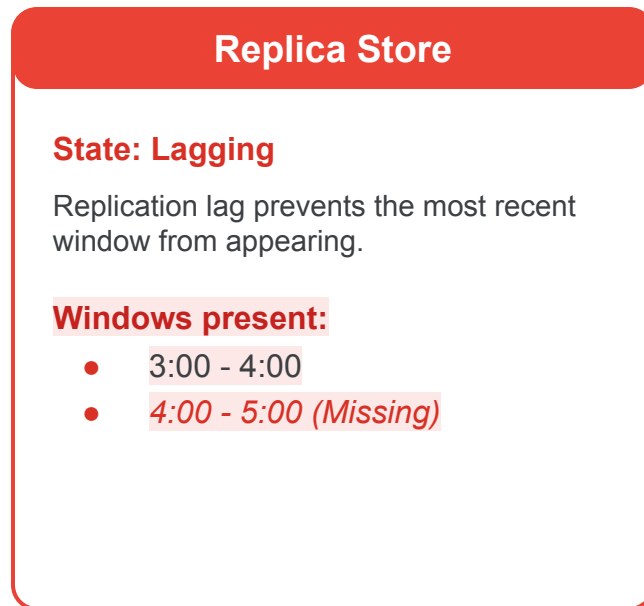 Replica Store
State: Lagging
Replication lag prevents the most recent
window from appearing.
Windows present:
● 3:00 - 4:00
● 4:00 - 5:00 (Missing)